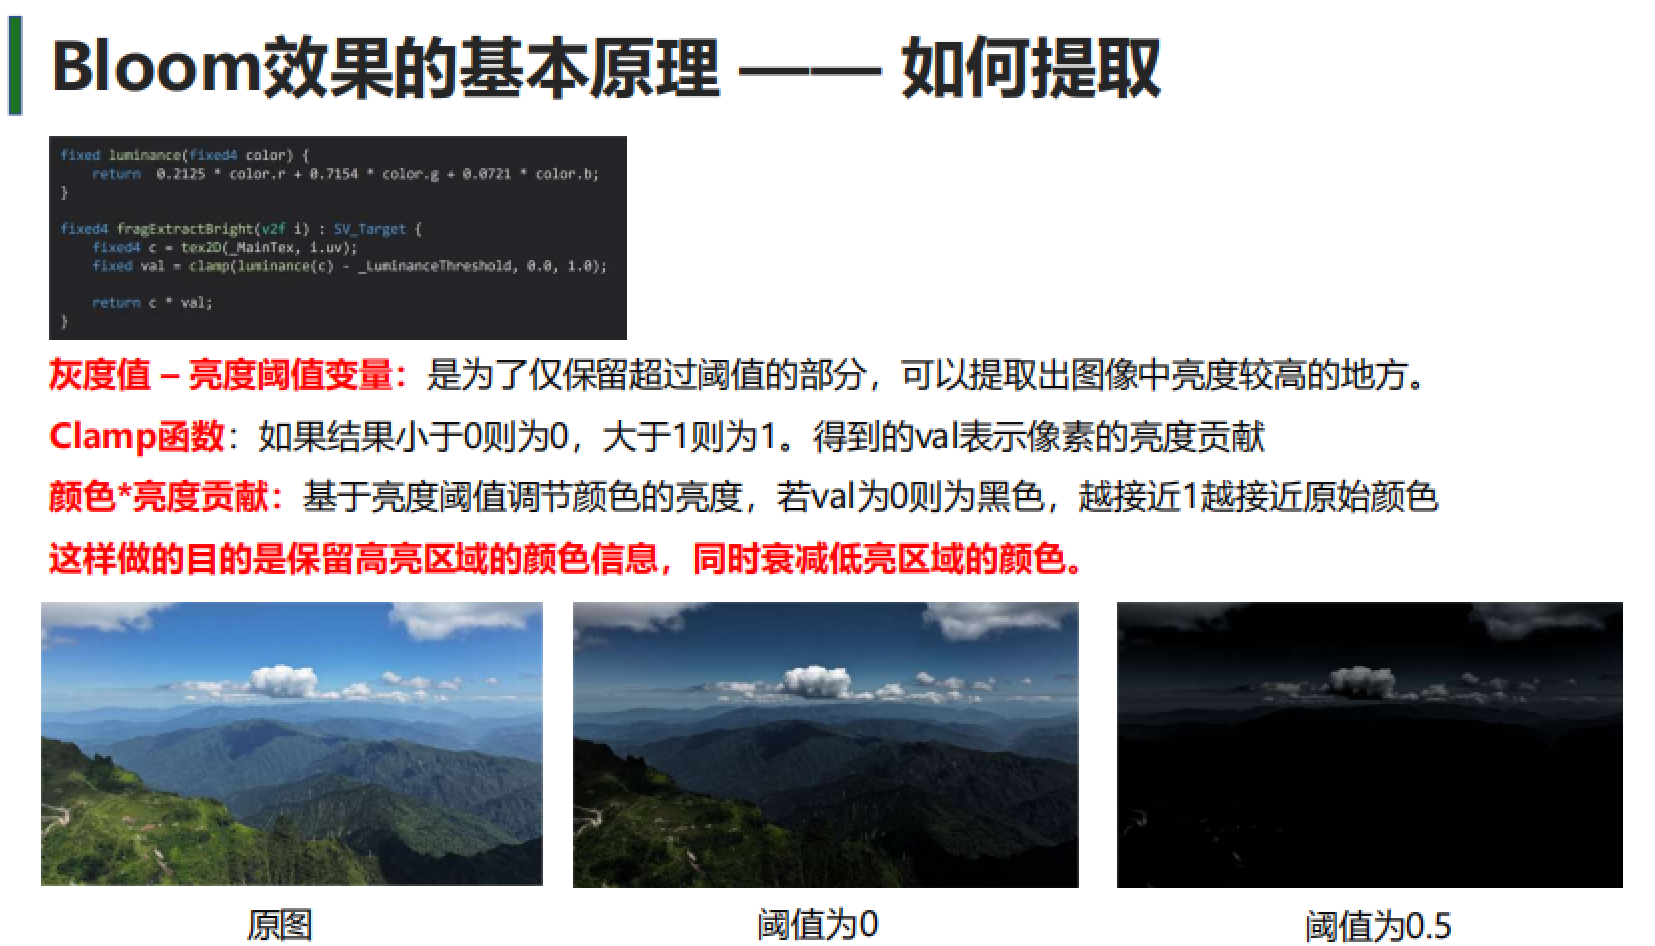 Bloom效果的基本原理 —— 如何提取
fixed luminance(fixed4 color) {
return 0.2125 * color.r + 0.7154 * color.g + 0.0721 * color.b;
}
fixed4 fragExtractBright(v2f i) : SV_Target {
fixed4 c = tex2D(_MainTex, i.uv);
fixed val = clamp(luminance(c) - _LuminanceThreshold, 0.0, 1.0);
return c * val;
}
灰度值 – 亮度阈值变量：是为了仅保留超过阈值的部分，可以提取出图像中亮度较高的地方。
Clamp函数：如果结果小于0则为0，大于1则为1。得到的val表示像素的亮度贡献
颜色*亮度贡献：基于亮度阈值调节颜色的亮度，若val为0则为黑色，越接近1越接近原始颜色
这样做的目的是保留高亮区域的颜色信息，同时衰减低亮区域的颜色。
原图
阈值为0
阈值为0.5